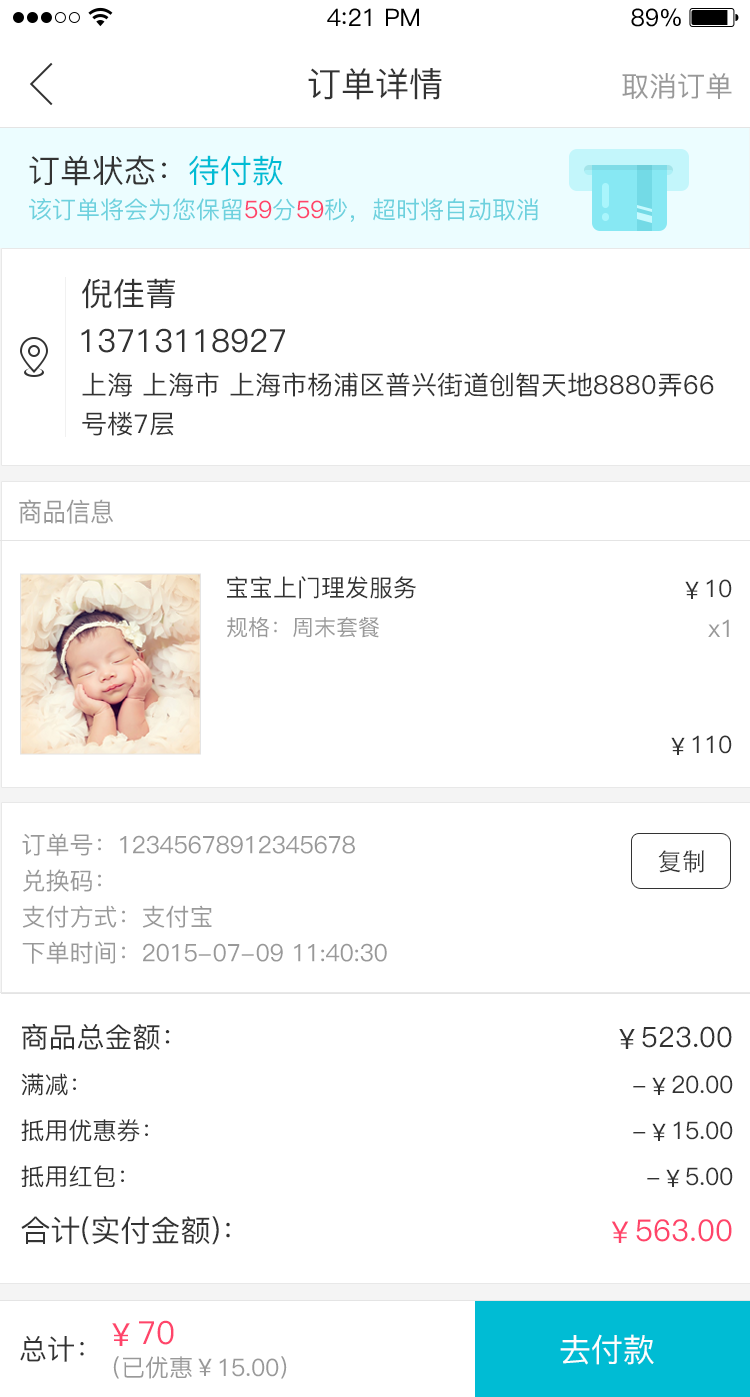 4:21 PM 89%
订单详情 取消订单
订单状态：待付款
该订单将会为您保留59分59秒，超时将自动取消
倪佳菁
13713118927
上海 上海市 上海市杨浦区普兴街道创智天地8880弄66
号楼7层
商品信息
宝宝上门理发服务 ¥10
规格：周末套餐 x1
¥110
订单号：12345678912345678
复制
兑换码：
支付方式：支付宝
下单时间：2015-07-09 11:40:30
商品总金额： ¥523.00
满减： -¥20.00
抵用优惠券： -¥15.00
抵用红包： -¥5.00
合计(实付金额)： ¥563.00
总计： ¥70
(已优惠¥15.00)
去付款